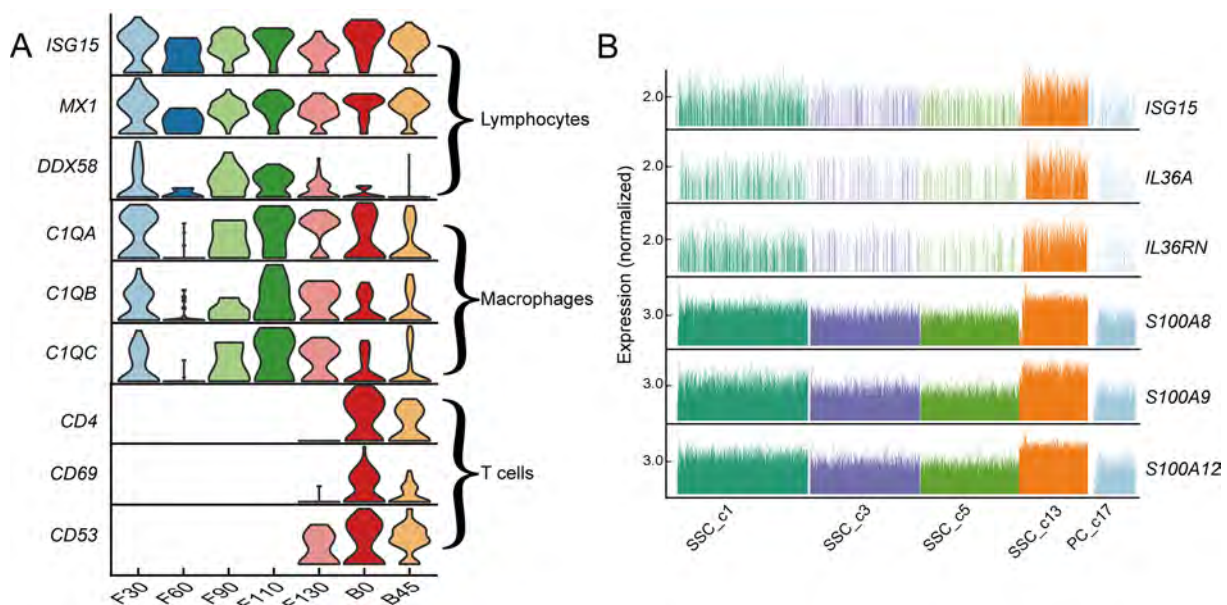 A
ISG15
MX1
DDX58
Lymphocytes
C1QA
C1QB
C1QC
Macrophages
CD4
CD69
CD53
T cells
F30 F60 F90 F110 F130 B0 B45
B
Expression (normalized)
2.0 ISG15
2.0 IL36A
2.0 IL36RN
3.0 S100A8
3.0 S100A9
3.0 S100A12
SSC_c1 SSC_c3 SSC_c5 SSC_c13 PC_c17